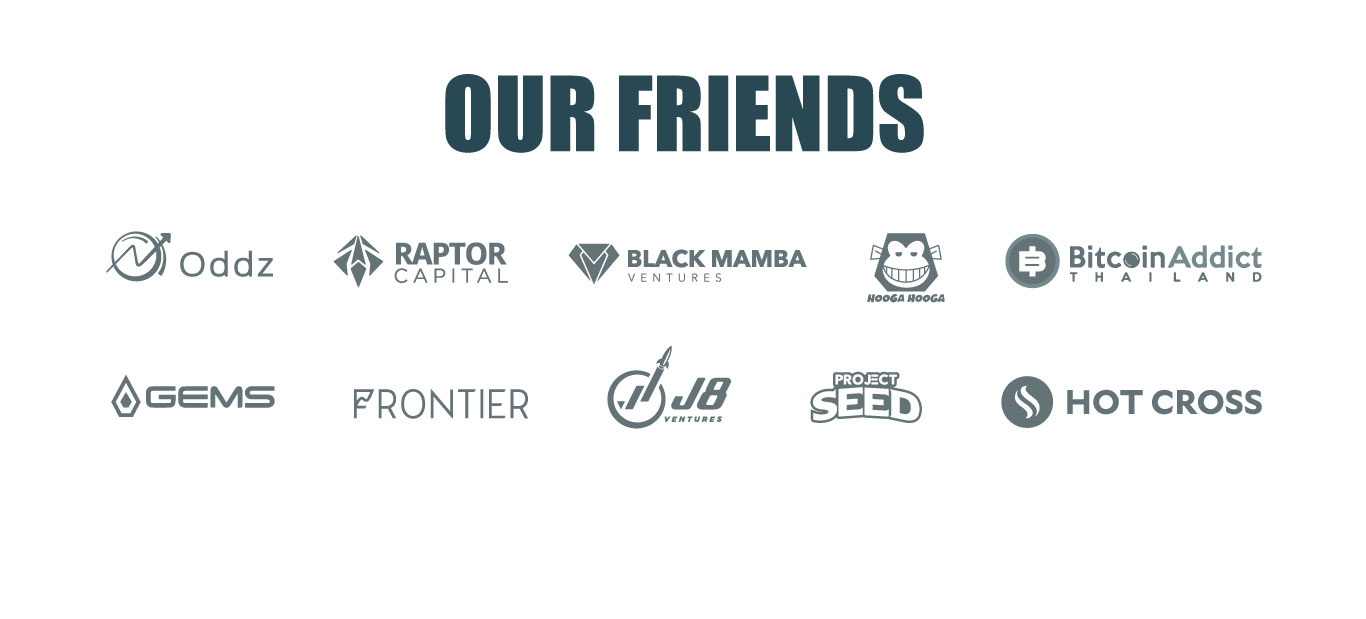 OUR FRIENDS
Oddz
RAPTOR
CAPITAL
BLACK MAMBA
VENTURES
HOOGA HOOGA
BitcoinAddict
THAILAND
GEMS
FRONTIER
J8
VENTURES
PROJECT
SEED
HOT CROSS